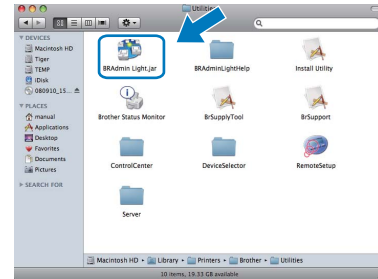 Utilities
DEVICES
Macintosh HD
Tiger
TEMP
iDisk
080910_15...
PLACES
manual
Applications
Desktop
Favorites
Documents
Pictures
SEARCH FOR
BRAdmin Light.jar
BRAdminLightHelp
Install Utility
Brother Status Monitor
BrSupplyTool
BrSupport
ControlCenter
DeviceSelector
RemoteSetup
Server
Macintosh HD ▸ Library ▸ Printers ▸ Brother ▸ Utilities
10 items, 19.33 GB available